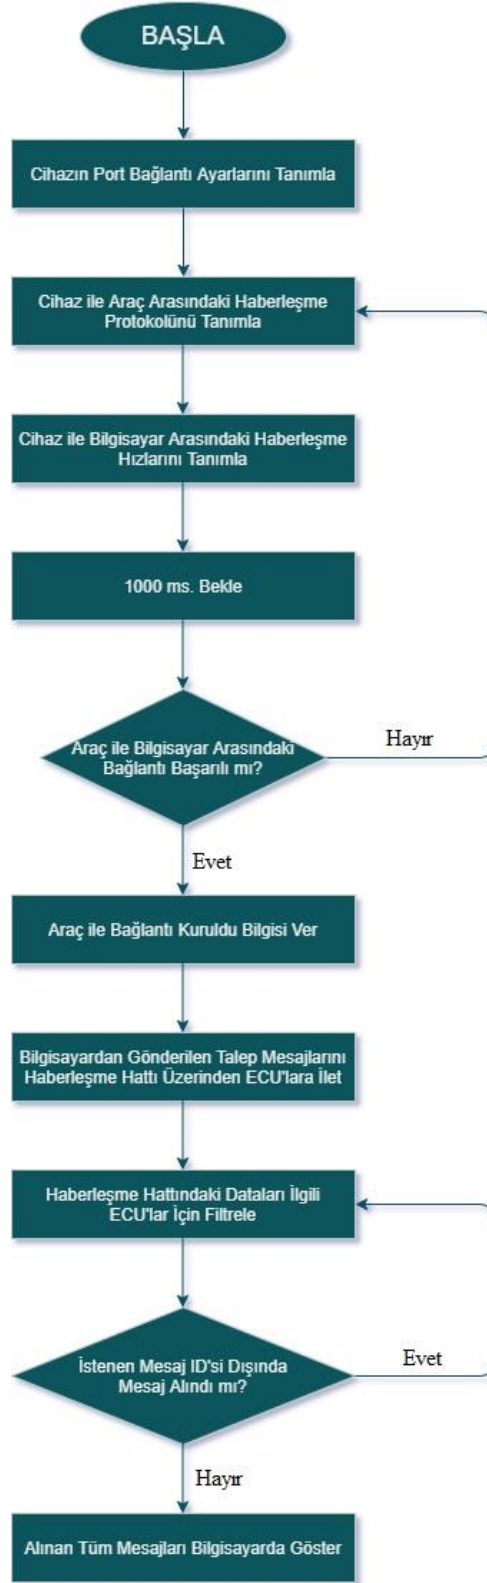 BAŞLA
Cihazın Port Bağlantı Ayarlarını Tanımla
Cihaz ile Araç Arasındaki Haberleşme
Protokolünü Tanımla
Cihaz ile Bilgisayar Arasındaki Haberleşme
Hızlarını Tanımla
1000 ms. Bekle
Araç ile Bilgisayar Arasındaki
Bağlantı Başarılı mı?
Hayır
Evet
Araç ile Bağlantı Kuruldu Bilgisi Ver
Bilgisayardan Gönderilen Talep Mesajlarını
Haberleşme Hattı Üzerinden ECU'lara İlet
Haberleşme Hattındaki Dataları İlgili
ECU'lar İçin Filtrele
İstenen Mesaj ID'si Dışında
Mesaj Alındı mı?
Evet
Hayır
Alınan Tüm Mesajları Bilgisayarda Göster